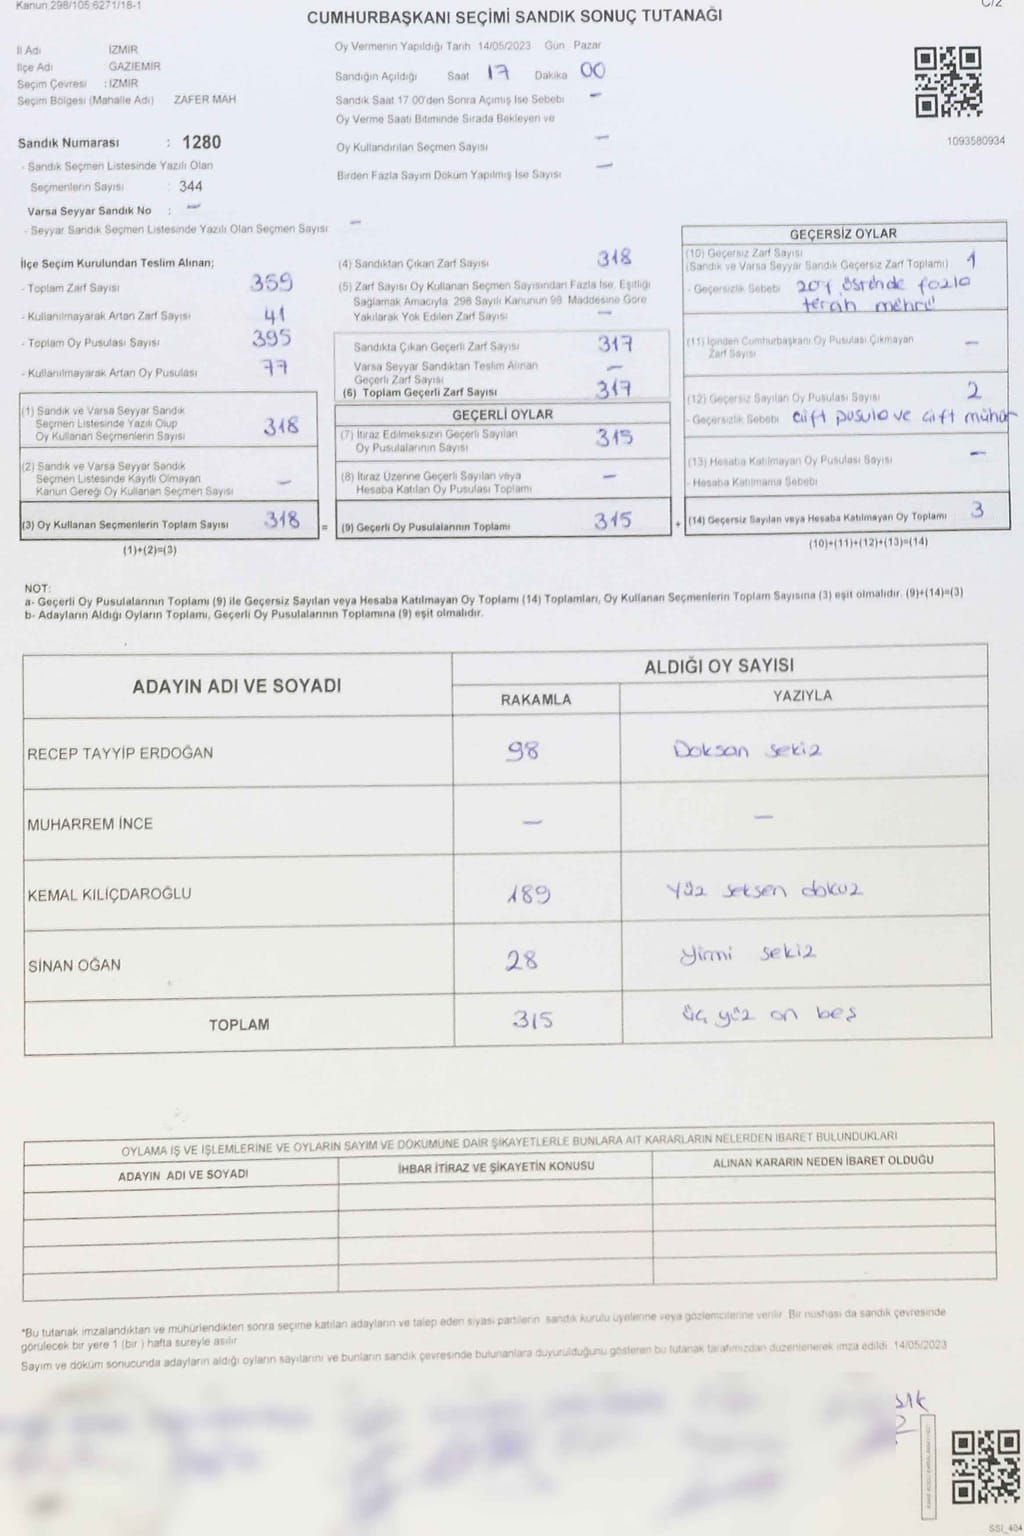 Kanun,298/105,6271/18-1
C/2
CUMHURBAŞKANI SEÇİMİ SANDIK SONUÇ TUTANAĞI
İl Adı İZMİR
İlçe Adı GAZİEMİR
Seçim Çevresi : İZMİR
Seçim Bölgesi (Mahalle Adı) ZAFER MAH
Oy Vermenin Yapıldığı Tarih 14/05/2023 Gün Pazar
Sandığın Açıldığı Saat 17 Dakika 00
Sandık Saat 17 00'den Sonra Açmış İse Sebebi –
Oy Verme Saati Bitiminde Sırada Bekleyen ve
Oy Kullandırılan Seçmen Sayısı –
Birden Fazla Sayım Döküm Yapılmış İse Sayısı –
1093580934
Sandık Numarası : 1280
- Sandık Seçmen Listesinde Yazılı Olan
Seçmenlerin Sayısı : 344
Varsa Seyyar Sandık No : –
- Seyyar Sandık Seçmen Listesinde Yazılı Olan Seçmen Sayısı –
İlçe Seçim Kurulundan Teslim Alınan;
- Toplam Zarf Sayısı 359
- Kullanılmayarak Artan Zarf Sayısı 41
- Toplam Oy Pusulası Sayısı 395
- Kullanılmayarak Artan Oy Pusulası 77
(1) Sandık ve Varsa Seyyar Sandık
Seçmen Listesinde Yazılı Olup
Oy Kullanan Seçmenlerin Sayısı 318
(2) Sandık ve Varsa Seyyar Sandık
Seçmen Listesinde Kayıtlı Olmayan
Kanun Gereği Oy Kullanan Seçmen Sayısı –
(3) Oy Kullanan Seçmenlerin Toplam Sayısı 318 =
(1)+(2)=(3)
(4) Sandıktan Çıkan Zarf Sayısı 318
(5) Zarf Sayısı Oy Kullanan Seçmen Sayısından Fazla İse, Eşitliği
Sağlamak Amacıyla 298 Sayılı Kanunun 98 Maddesine Göre
Yakılarak Yok Edilen Zarf Sayısı –
Sandıkta Çıkan Geçerli Zarf Sayısı 317
Varsa Seyyar Sandıktan Teslim Alınan
Geçerli Zarf Sayısı –
(6) Toplam Geçerli Zarf Sayısı 317
GEÇERLİ OYLAR
(7) İtiraz Edilmeksizin Geçerli Sayılan
Oy Pusulalarının Sayısı 315
(8) İtiraz Üzerine Geçerli Sayılan veya
Hesaba Katılan Oy Pusulası Toplamı –
(9) Geçerli Oy Pusulalarının Toplamı 315 +
GEÇERSİZ OYLAR
(10) Geçersiz Zarf Sayısı
(Sandık ve Varsa Seyyar Sandık Geçersiz Zarf Toplamı) 1
- Geçersizlik Sebebi zarf üstünde fazla
terah mührü
(11) İçinden Cumhurbaşkanı Oy Pusulası Çıkmayan
Zarf Sayısı –
(12) Geçersiz Sayılan Oy Pusulası Sayısı 2
- Geçersizlik Sebebi çift pusula ve çift mühür
(13) Hesaba Katılmayan Oy Pusulası Sayısı –
- Hesaba Katılmama Sebebi
(14) Geçersiz Sayılan veya Hesaba Katılmayan Oy Toplamı 3
(10)+(11)+(12)+(13)=(14)
NOT:
a- Geçerli Oy Pusulalarının Toplamı (9) ile Geçersiz Sayılan veya Hesaba Katılmayan Oy Toplamı (14) Toplamları, Oy Kullanan Seçmenlerin Toplam Sayısına (3) eşit olmalıdır. (9)+(14)=(3)
b- Adayların Aldığı Oyların Toplamı, Geçerli Oy Pusulalarının Toplamına (9) eşit olmalıdır.
ADAYIN ADI VE SOYADI
ALDIĞI OY SAYISI
RAKAMLA YAZIYLA
RECEP TAYYİP ERDOĞAN 98 Doksan sekiz
MUHARREM İNCE – –
KEMAL KILIÇDAROĞLU 189 Yüz seksen dokuz
SİNAN OĞAN 28 Yirmi sekiz
TOPLAM 315 üç yüz on beş
OYLAMA İŞ VE İŞLEMLERİNE VE OYLARIN SAYIM VE DÖKÜMÜNE DAİR ŞİKAYETLERLE BUNLARA AİT KARARLARIN NELERDEN İBARET BULUNDUKLARI
ADAYIN ADI VE SOYADI İHBAR İTİRAZ VE ŞİKAYETİN KONUSU ALINAN KARARIN NEDEN İBARET OLDUĞU
*Bu tutanak imzalandıktan ve mühürlendikten sonra seçime katılan adayların ve talep eden siyasi partilerin sandık kurulu üyelerine veya gözlemcilerine verilir. Bir nüshası da sandık çevresinde
görülecek bir yere 1 (bir ) hafta süreyle asılır
Sayım ve döküm sonucunda adayların aldığı oyların sayılarını ve bunların sandık çevresinde bulunanlara duyurulduğunu gösteren bu tutanak tarafımızdan düzenlenerek imza edildi. 14/05/2023
SSI_404